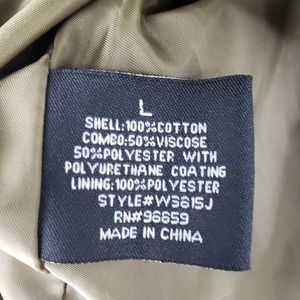 L
SHELL:100%COTTON
COMBO:50%VISCOSE
50%POLYESTER WITH
POLYURETHANE COATING
LINING:100%POLYESTER
STYLE#W3615J
RN#96659
MADE IN CHINA